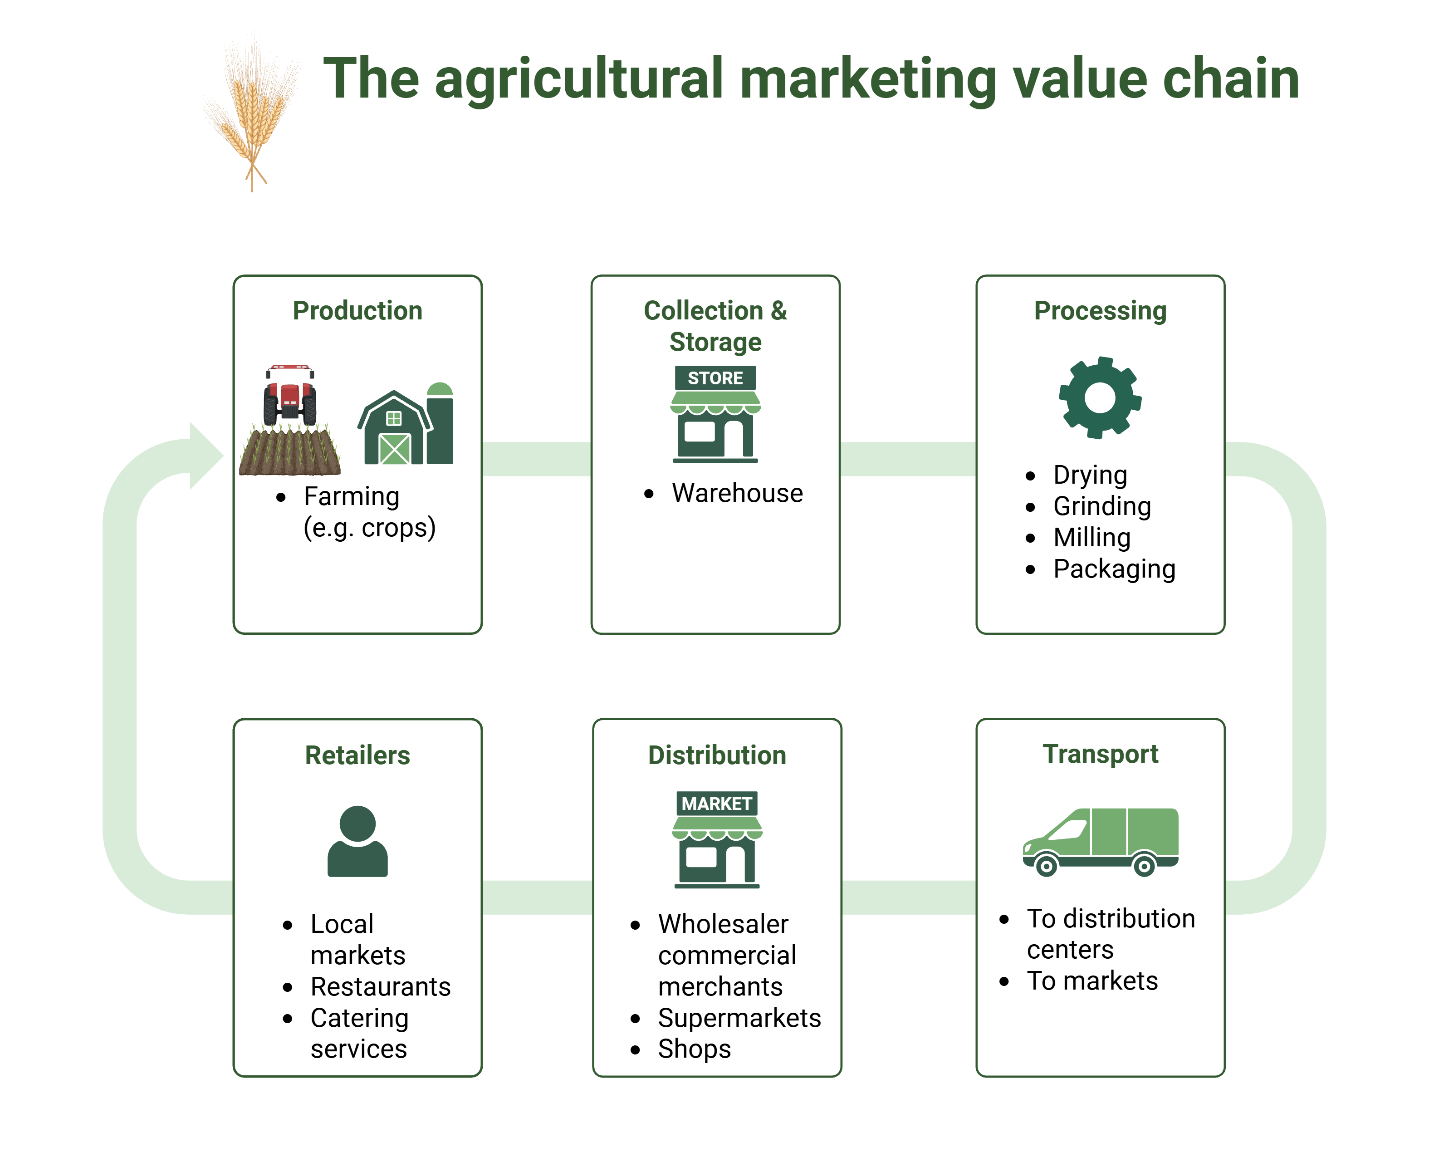 The agricultural marketing value chain
Production
• Farming
(e.g. crops)
Collection &
Storage
STORE
• Warehouse
Processing
• Drying
• Grinding
• Milling
• Packaging
Retailers
• Local
markets
• Restaurants
• Catering
services
Distribution
MARKET
• Wholesaler
commercial
merchants
• Supermarkets
• Shops
Transport
• To distribution
centers
• To markets